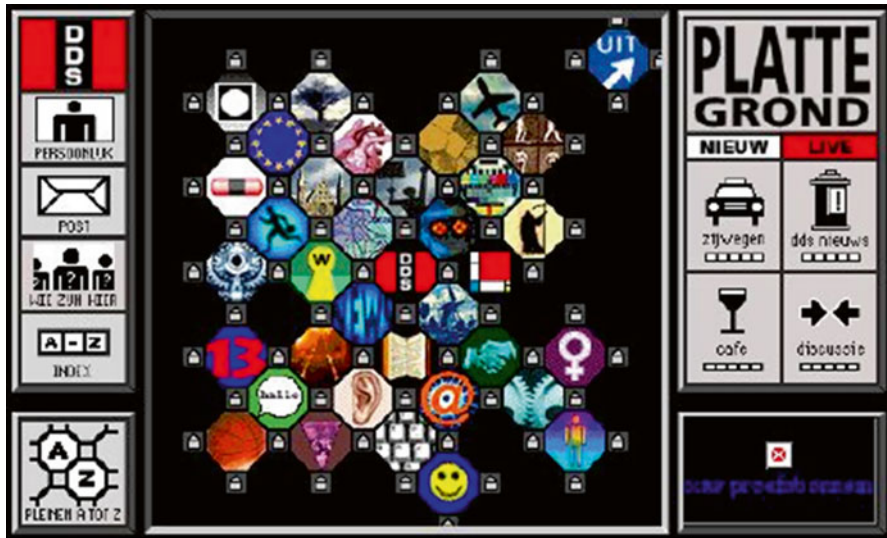 DDS
PERSOONLIJK
POST
WIE ZIJN HIER
A-Z
INDEX
A
Z
PLEINEN A TOT Z
UIT
W
DDS
13
hallo
@
PLATTE
GROND
NIEUW
LIVE
zijwegen
dds nieuws
cafe
discussie